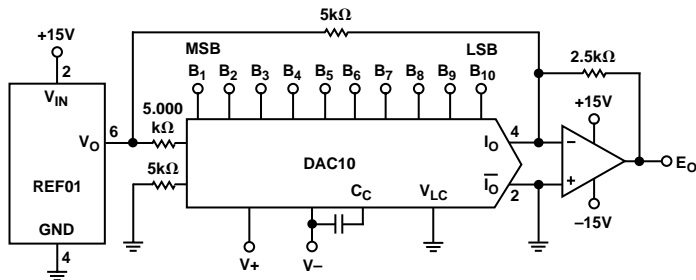 5kΩ
+15V
MSB
LSB
2.5kΩ
2
B1 B2 B3 B4 B5 B6 B7 B8 B9 B10
VIN
5.000
kΩ
+15V
VO
6
IO
4
–
5kΩ
DAC10
EO
REF01
CC
VLC
IO
2
+
GND
–15V
4
V+
V–